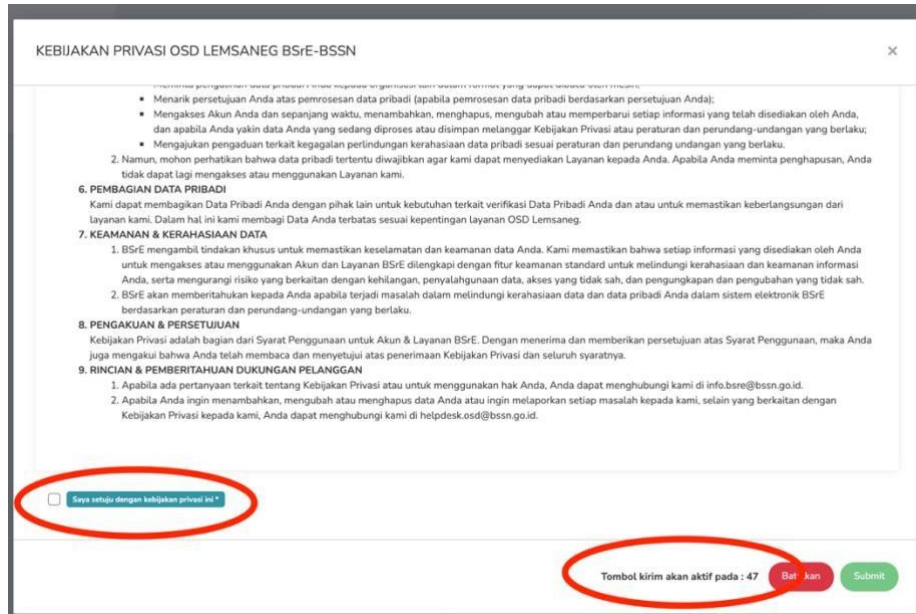 KEBIJAKAN PRIVASI OSD LEMSANEG BSrE-BSSN
×
Meminta pengalihan data pribadi Anda kepada organisasi lain dalam format yang dapat dibaca oleh mesin;
▪ Menarik persetujuan Anda atas pemrosesan data pribadi (apabila pemrosesan data pribadi berdasarkan persetujuan Anda);
▪ Mengakses Akun Anda dan sepanjang waktu, menambahkan, menghapus, mengubah atau memperbarui setiap informasi yang telah disediakan oleh Anda,
dan apabila Anda yakin data Anda yang sedang diproses atau disimpan melanggar Kebijakan Privasi atau peraturan dan perundang-undangan yang berlaku;
▪ Mengajukan pengaduan terkait kegagalan perlindungan kerahasiaan data pribadi sesuai peraturan dan perundang undangan yang berlaku.
2. Namun, mohon perhatikan bahwa data pribadi tertentu diwajibkan agar kami dapat menyediakan Layanan kepada Anda. Apabila Anda meminta penghapusan, Anda
tidak dapat lagi mengakses atau menggunakan Layanan kami.
6. PEMBAGIAN DATA PRIBADI
Kami dapat membagikan Data Pribadi Anda dengan pihak lain untuk kebutuhan terkait verifikasi Data Pribadi Anda dan atau untuk memastikan keberlangsungan dari
layanan kami. Dalam hal ini kami membagi Data Anda terbatas sesuai kepentingan layanan OSD Lemsaneg.
7. KEAMANAN & KERAHASIAAN DATA
1. BSrE mengambil tindakan khusus untuk memastikan keselamatan dan keamanan data Anda. Kami memastikan bahwa setiap informasi yang disediakan oleh Anda
untuk mengakses atau menggunakan Akun dan Layanan BSrE dilengkapi dengan fitur keamanan standard untuk melindungi kerahasiaan dan keamanan informasi
Anda, serta mengurangi risiko yang berkaitan dengan kehilangan, penyalahgunaan data, akses yang tidak sah, dan pengungkapan dan pengubahan yang tidak sah.
2. BSrE akan memberitahukan kepada Anda apabila terjadi masalah dalam melindungi kerahasiaan data dan data pribadi Anda dalam sistem elektronik BSrE
berdasarkan peraturan dan perundang-undangan yang berlaku.
8. PENGAKUAN & PERSETUJUAN
Kebijakan Privasi adalah bagian dari Syarat Penggunaan untuk Akun & Layanan BSrE. Dengan menerima dan memberikan persetujuan atas Syarat Penggunaan, maka Anda
juga mengakui bahwa Anda telah membaca dan menyetujui atas penerimaan Kebijakan Privasi dan seluruh syaratnya.
9. RINCIAN & PEMBERITAHUAN DUKUNGAN PELANGGAN
1. Apabila ada pertanyaan terkait tentang Kebijakan Privasi atau untuk menggunakan hak Anda, Anda dapat menghubungi kami di info.bsre@bssn.go.id.
2. Apabila Anda ingin menambahkan, mengubah atau menghapus data Anda atau ingin melaporkan setiap masalah kepada kami, selain yang berkaitan dengan
Kebijakan Privasi kepada kami, Anda dapat menghubungi kami di helpdesk.osd@bssn.go.id.
Saya setuju dengan kebijakan privasi ini *
Tombol kirim akan aktif pada : 47
Batalkan
Submit